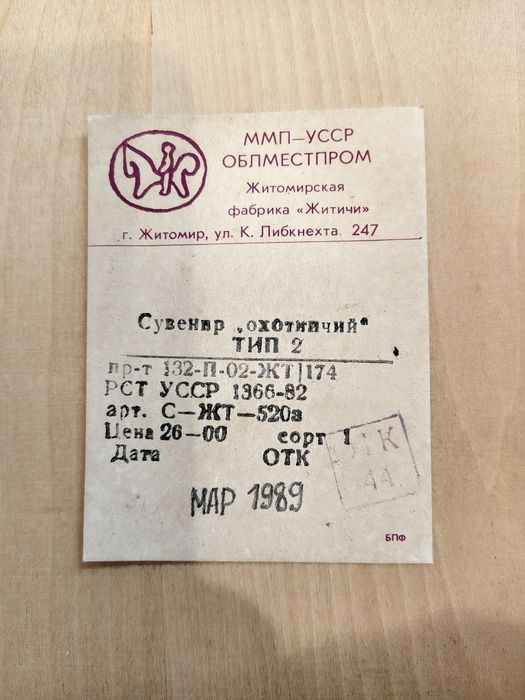 ММП—УССР
ОБЛМЕСТПРОМ
Житомирская
фабрика «Житичи»
г. Житомир, ул. К. Либкнехта 247
Сувенир „охотничий"
ТИП 2
пр-т 132-П-02-ЖТ|174
РСТ УССР 1366-82
арт. С—ЖТ—520а
Цена 26—00 сорт 1
Дата ОТК
ОТК
44
МАР 1989
БПФ